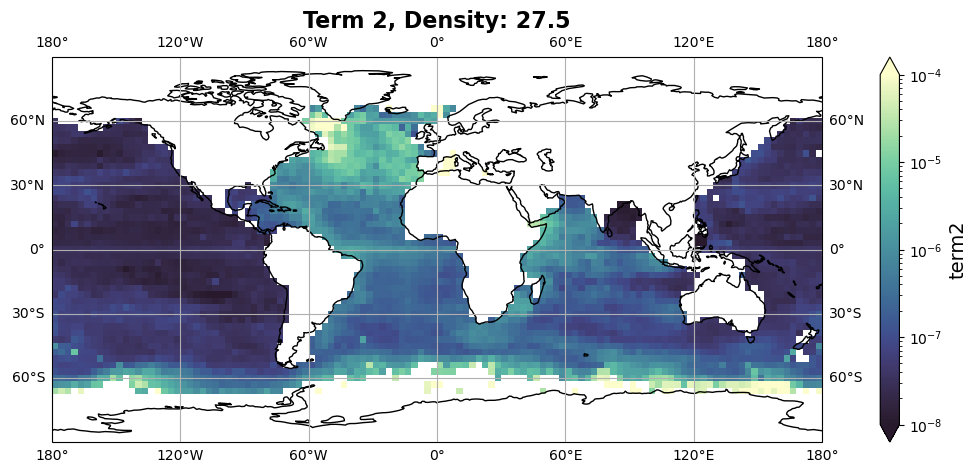 Term 2, Density: 27.5
180° 120°W 60°W 0° 60°E 120°E 180°
60°N 60°N
30°N 30°N
0° 0°
30°S 30°S
60°S 60°S
180° 120°W 60°W 0° 60°E 120°E 180°
10⁻⁴
10⁻⁵
10⁻⁶
10⁻⁷
10⁻⁸
term2